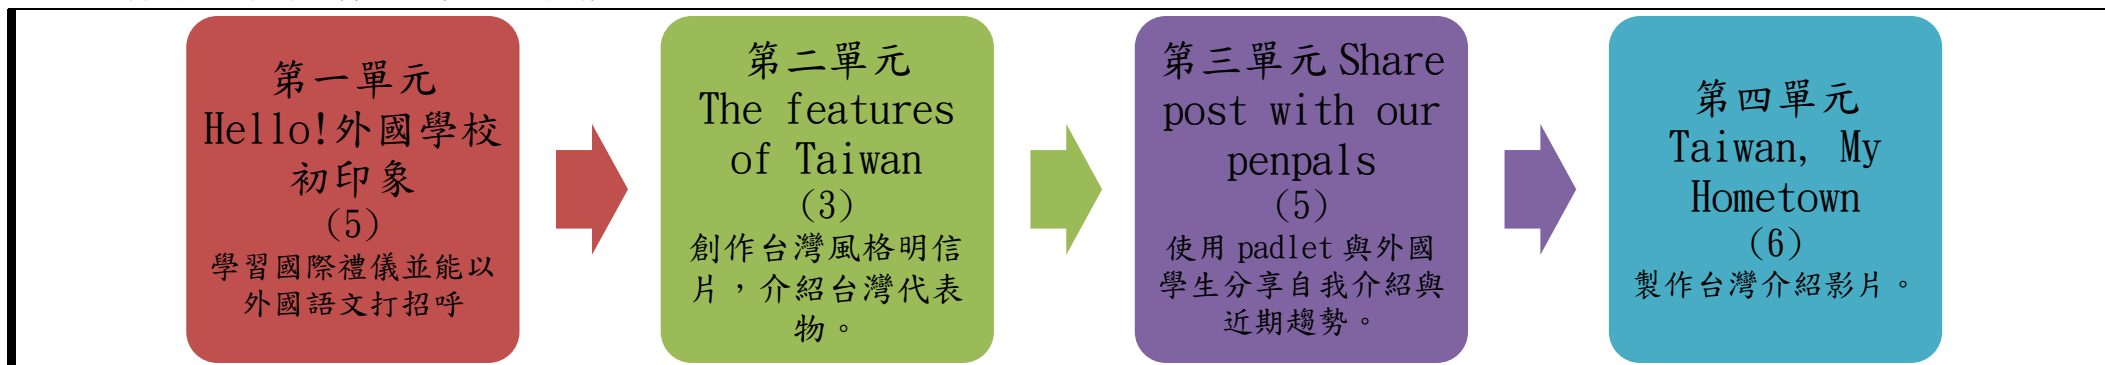 第一單元
Hello!外國學校
初印象
(5)
學習國際禮儀並能以
外國語文打招呼
第二單元
The features
of Taiwan
(3)
創作台灣風格明信
片，介紹台灣代表
物。
第三單元 Share
post with our
penpals
(5)
使用 padlet 與外國
學生分享自我介紹與
近期趨勢。
第四單元
Taiwan, My
Hometown
(6)
製作台灣介紹影片。